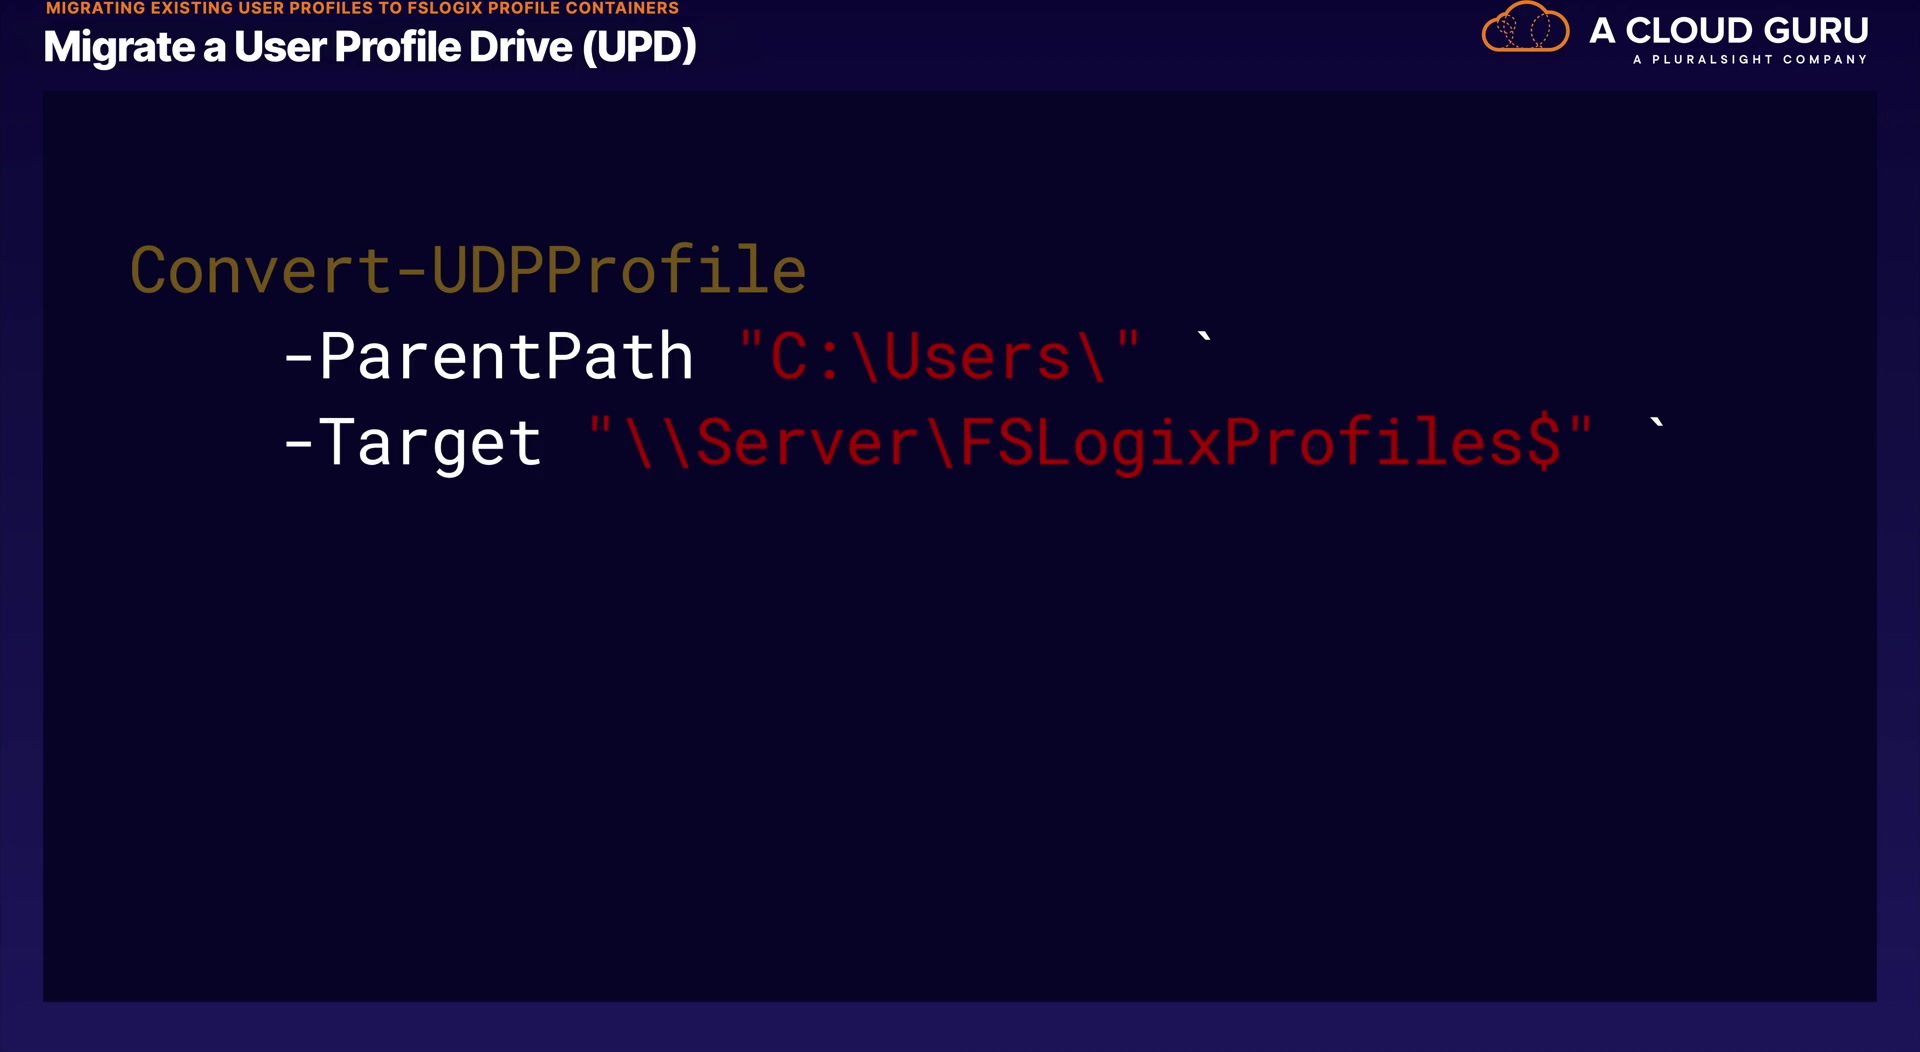 MIGRATING EXISTING USER PROFILES TO FSLOGIX PROFILE CONTAINERS
Migrate a User Profile Drive (UPD)
A CLOUD GURU
A PLURALSIGHT COMPANY
Convert-UDPProfile
-ParentPath "C:\Users\" `
-Target "\\Server\FSLogixProfiles$" `